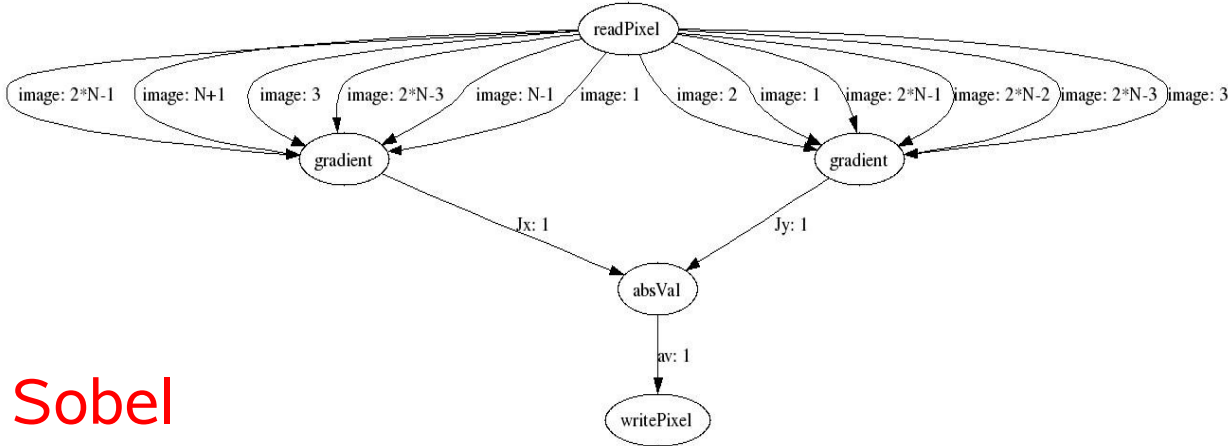 readPixel
image: 2*N-1
image: N+1
image: 3
image: 2*N-3
image: N-1
image: 1
image: 2
image: 1
image: 2*N-1
image: 2*N-2
image: 2*N-3
image: 3
gradient
gradient
Jx: 1
Jy: 1
absVal
av: 1
writePixel
Sobel